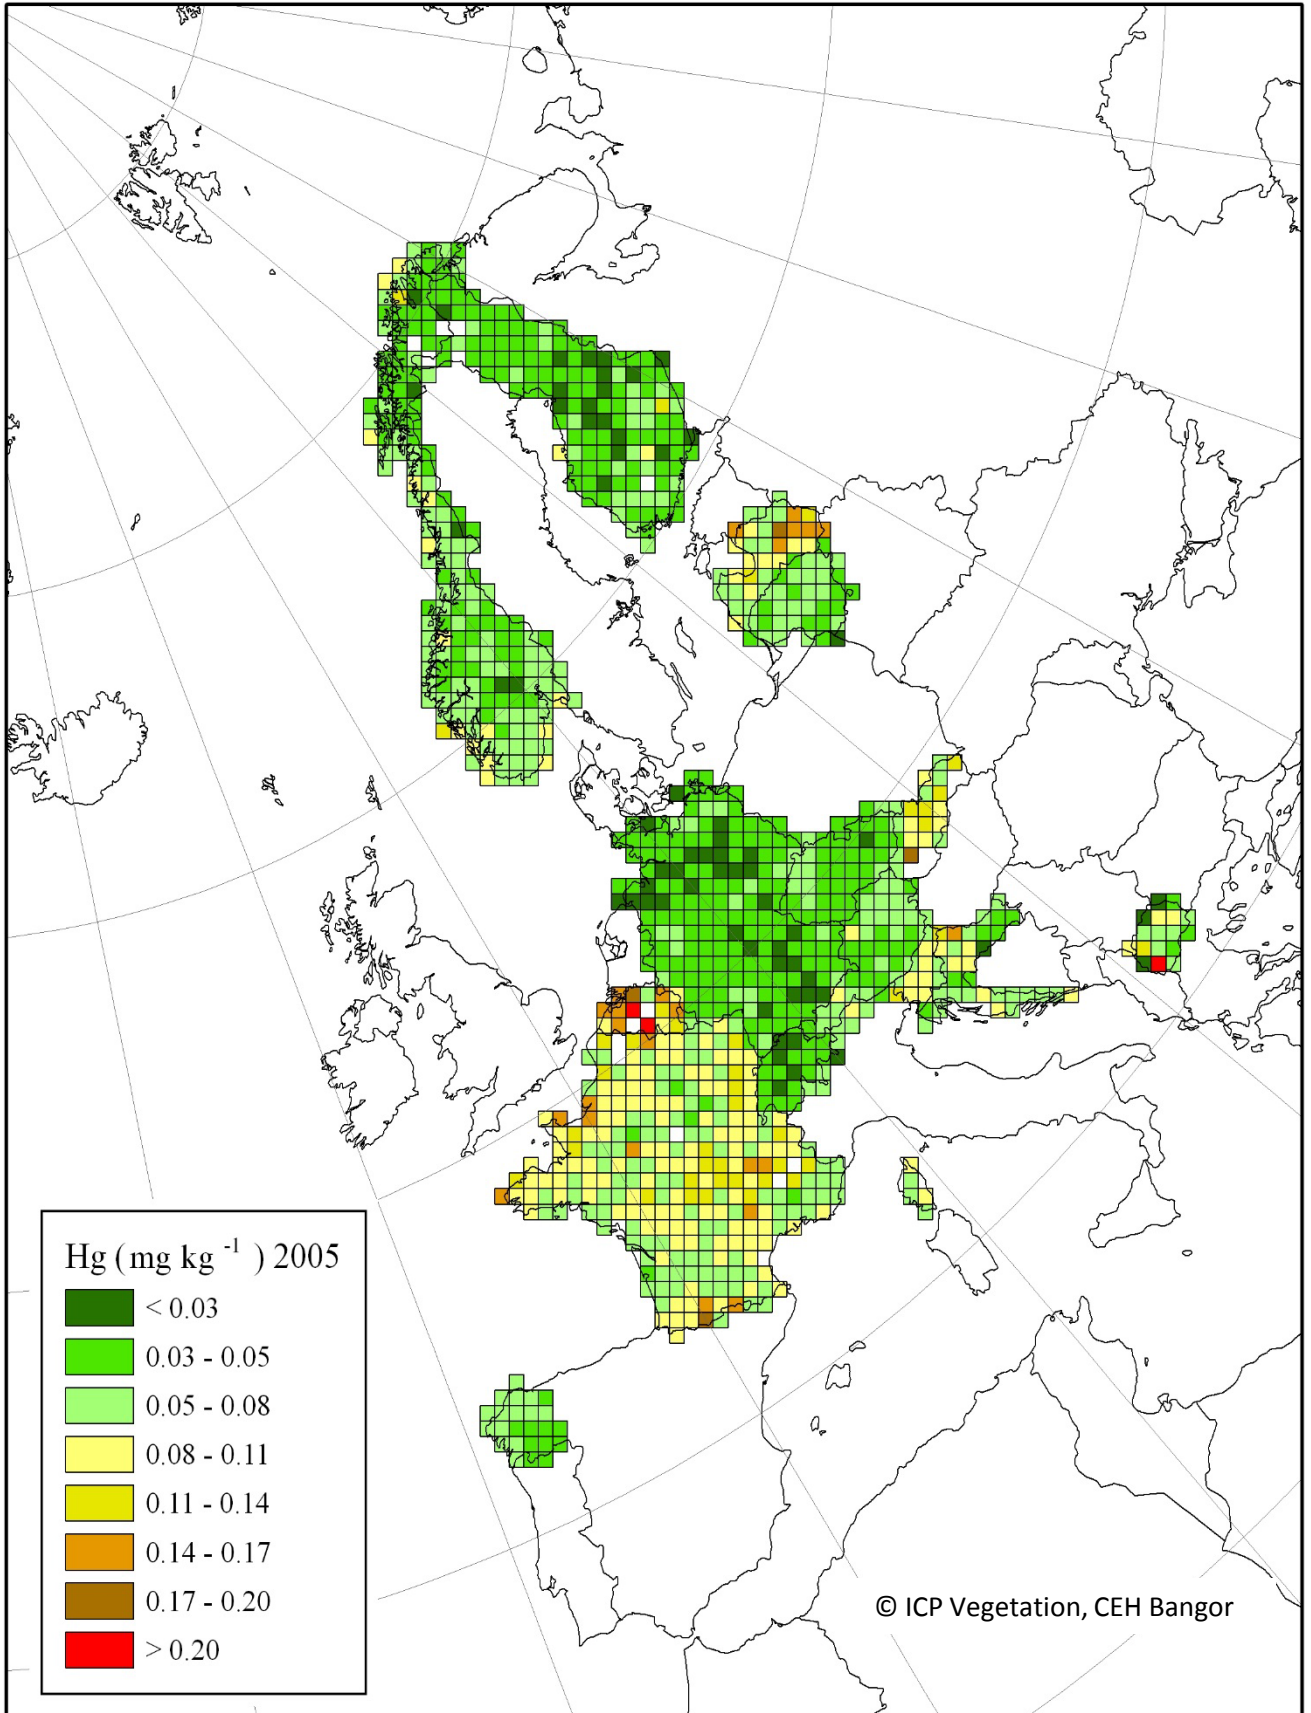 Hg (mg kg ⁻¹ ) 2005
< 0.03
0.03 - 0.05
0.05 - 0.08
0.08 - 0.11
0.11 - 0.14
0.14 - 0.17
0.17 - 0.20
> 0.20
© ICP Vegetation, CEH Bangor